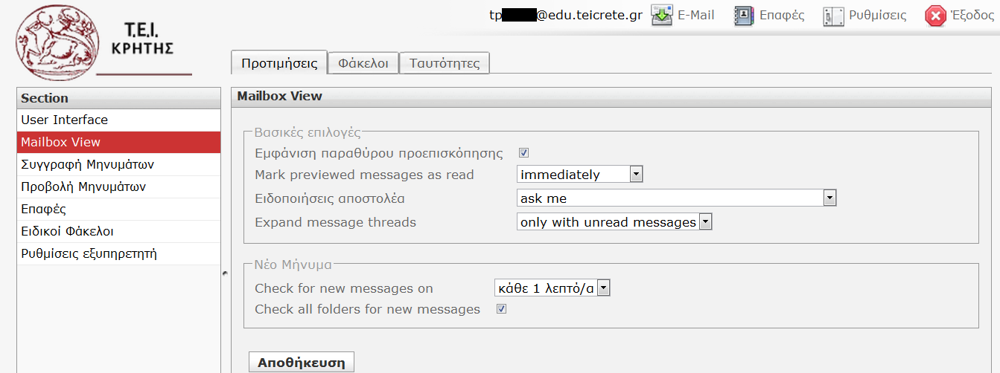 Τ.Ε.Ι.
ΚΡΗΤΗΣ
tp @edu.teicrete.gr E-Mail Επαφές Ρυθμίσεις Έξοδος
Προτιμήσεις Φάκελοι Ταυτότητες
Section
User Interface
Mailbox View
Συγγραφή Μηνυμάτων
Προβολή Μηνυμάτων
Επαφές
Ειδικοί Φάκελοι
Ρυθμίσεις εξυπηρετητή
Mailbox View
Βασικές επιλογές
Εμφάνιση παραθύρου προεπισκόπησης
Mark previewed messages as read immediately
Ειδοποιήσεις αποστολέα ask me
Expand message threads only with unread messages
Νέο Μήνυμα
Check for new messages on κάθε 1 λεπτό/α
Check all folders for new messages
Αποθήκευση